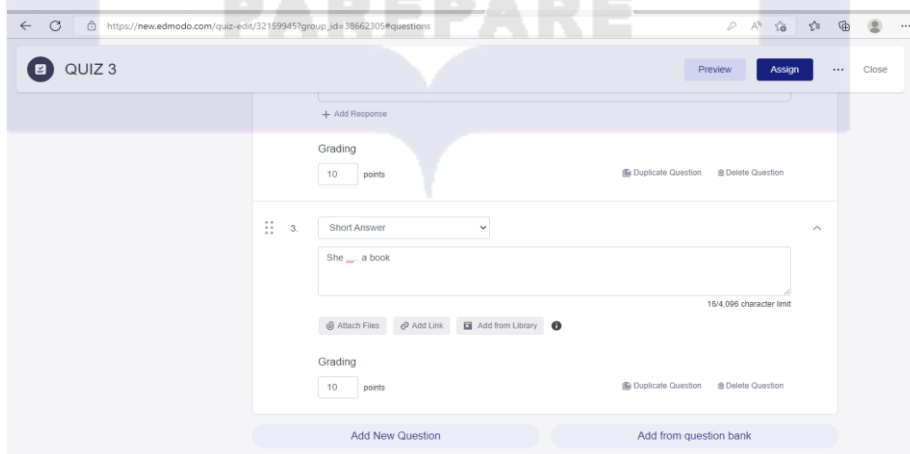 PAREPARE
https://new.edmodo.com/quiz-edit/32159945?group_id=38662305#questions
QUIZ 3
Preview
Assign
Close
+ Add Response
Grading
10 points
Duplicate Question
Delete Question
3. Short Answer
She .... a book
16/4,096 character limit
Attach Files
Add Link
Add from Library
Grading
10 points
Duplicate Question
Delete Question
Add New Question
Add from question bank